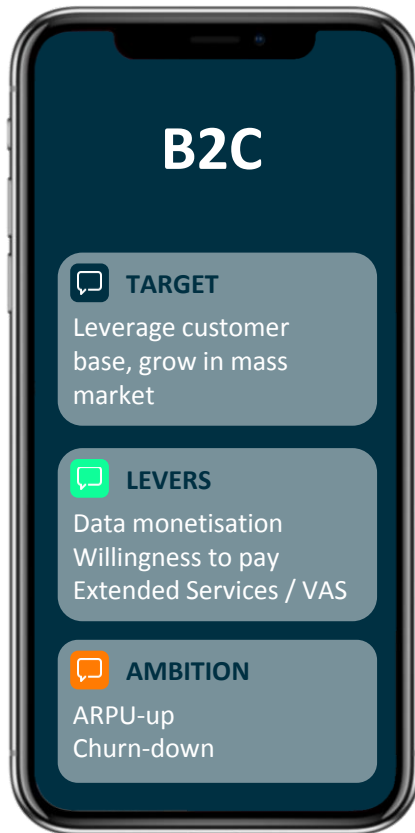 B2C
TARGET
Leverage customer
base, grow in mass
market
LEVERS
Data monetisation
Willingness to pay
Extended Services / VAS
AMBITION
ARPU-up
Churn-down